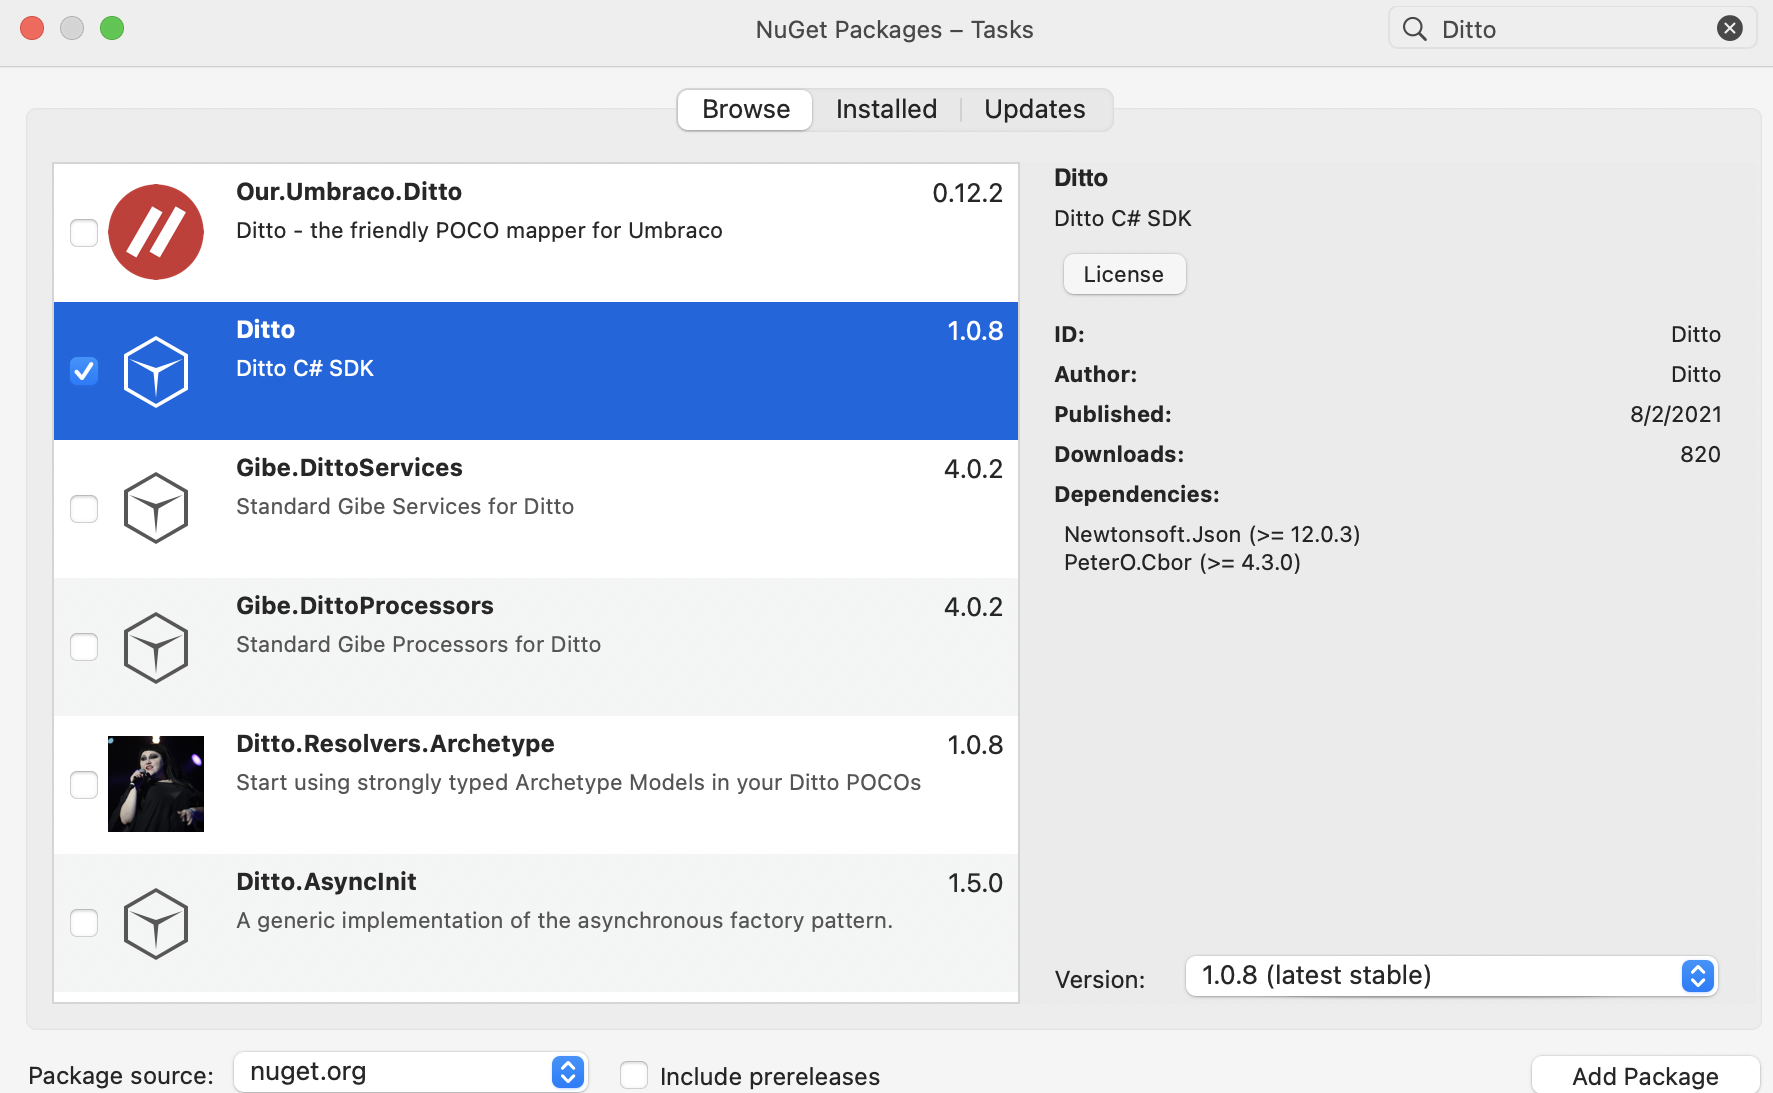 NuGet Packages – Tasks
Ditto
Browse
Installed
Updates
Our.Umbraco.Ditto
0.12.2
Ditto - the friendly POCO mapper for Umbraco
Ditto
1.0.8
Ditto C# SDK
Gibe.DittoServices
4.0.2
Standard Gibe Services for Ditto
Gibe.DittoProcessors
4.0.2
Standard Gibe Processors for Ditto
Ditto.Resolvers.Archetype
1.0.8
Start using strongly typed Archetype Models in your Ditto POCOs
Ditto.AsyncInit
1.5.0
A generic implementation of the asynchronous factory pattern.
Ditto
Ditto C# SDK
License
ID: Ditto
Author: Ditto
Published: 8/2/2021
Downloads: 820
Dependencies:
Newtonsoft.Json (>= 12.0.3)
PeterO.Cbor (>= 4.3.0)
Version: 1.0.8 (latest stable)
Package source: nuget.org
Include prereleases
Add Package